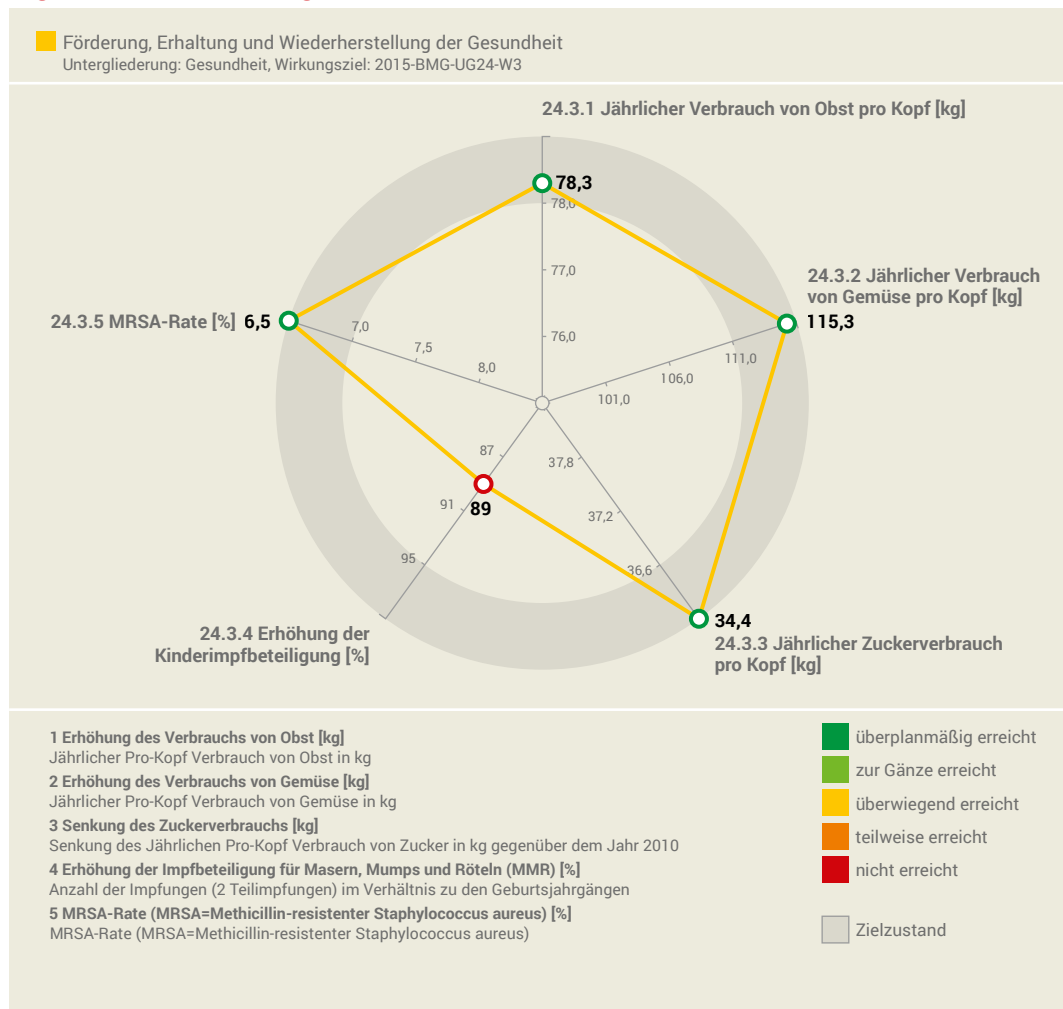 Förderung, Erhaltung und Wiederherstellung der Gesundheit
Untergliederung: Gesundheit, Wirkungsziel: 2015-BMG-UG24-W3
24.3.1 Jährlicher Verbrauch von Obst pro Kopf [kg]
78,3
78,0
77,0
76,0
24.3.2 Jährlicher Verbrauch
von Gemüse pro Kopf [kg]
115,3
111,0
106,0
101,0
24.3.5 MRSA-Rate [%] 6,5
7,0
7,5
8,0
87
89
91
95
24.3.4 Erhöhung der
Kinderimpfbeteiligung [%]
37,8
37,2
36,6
34,4
24.3.3 Jährlicher Zuckerverbrauch
pro Kopf [kg]
1 Erhöhung des Verbrauchs von Obst [kg]
Jährlicher Pro-Kopf Verbrauch von Obst in kg
2 Erhöhung des Verbrauchs von Gemüse [kg]
Jährlicher Pro-Kopf Verbrauch von Gemüse in kg
3 Senkung des Zuckerverbrauchs [kg]
Senkung des Jährlichen Pro-Kopf Verbrauch von Zucker in kg gegenüber dem Jahr 2010
4 Erhöhung der Impfbeteiligung für Masern, Mumps und Röteln (MMR) [%]
Anzahl der Impfungen (2 Teilimpfungen) im Verhältnis zu den Geburtsjahrgängen
5 MRSA-Rate (MRSA=Methicillin-resistenter Staphylococcus aureus) [%]
MRSA-Rate (MRSA=Methicillin-resistenter Staphylococcus aureus)
überplanmäßig erreicht
zur Gänze erreicht
überwiegend erreicht
teilweise erreicht
nicht erreicht
Zielzustand